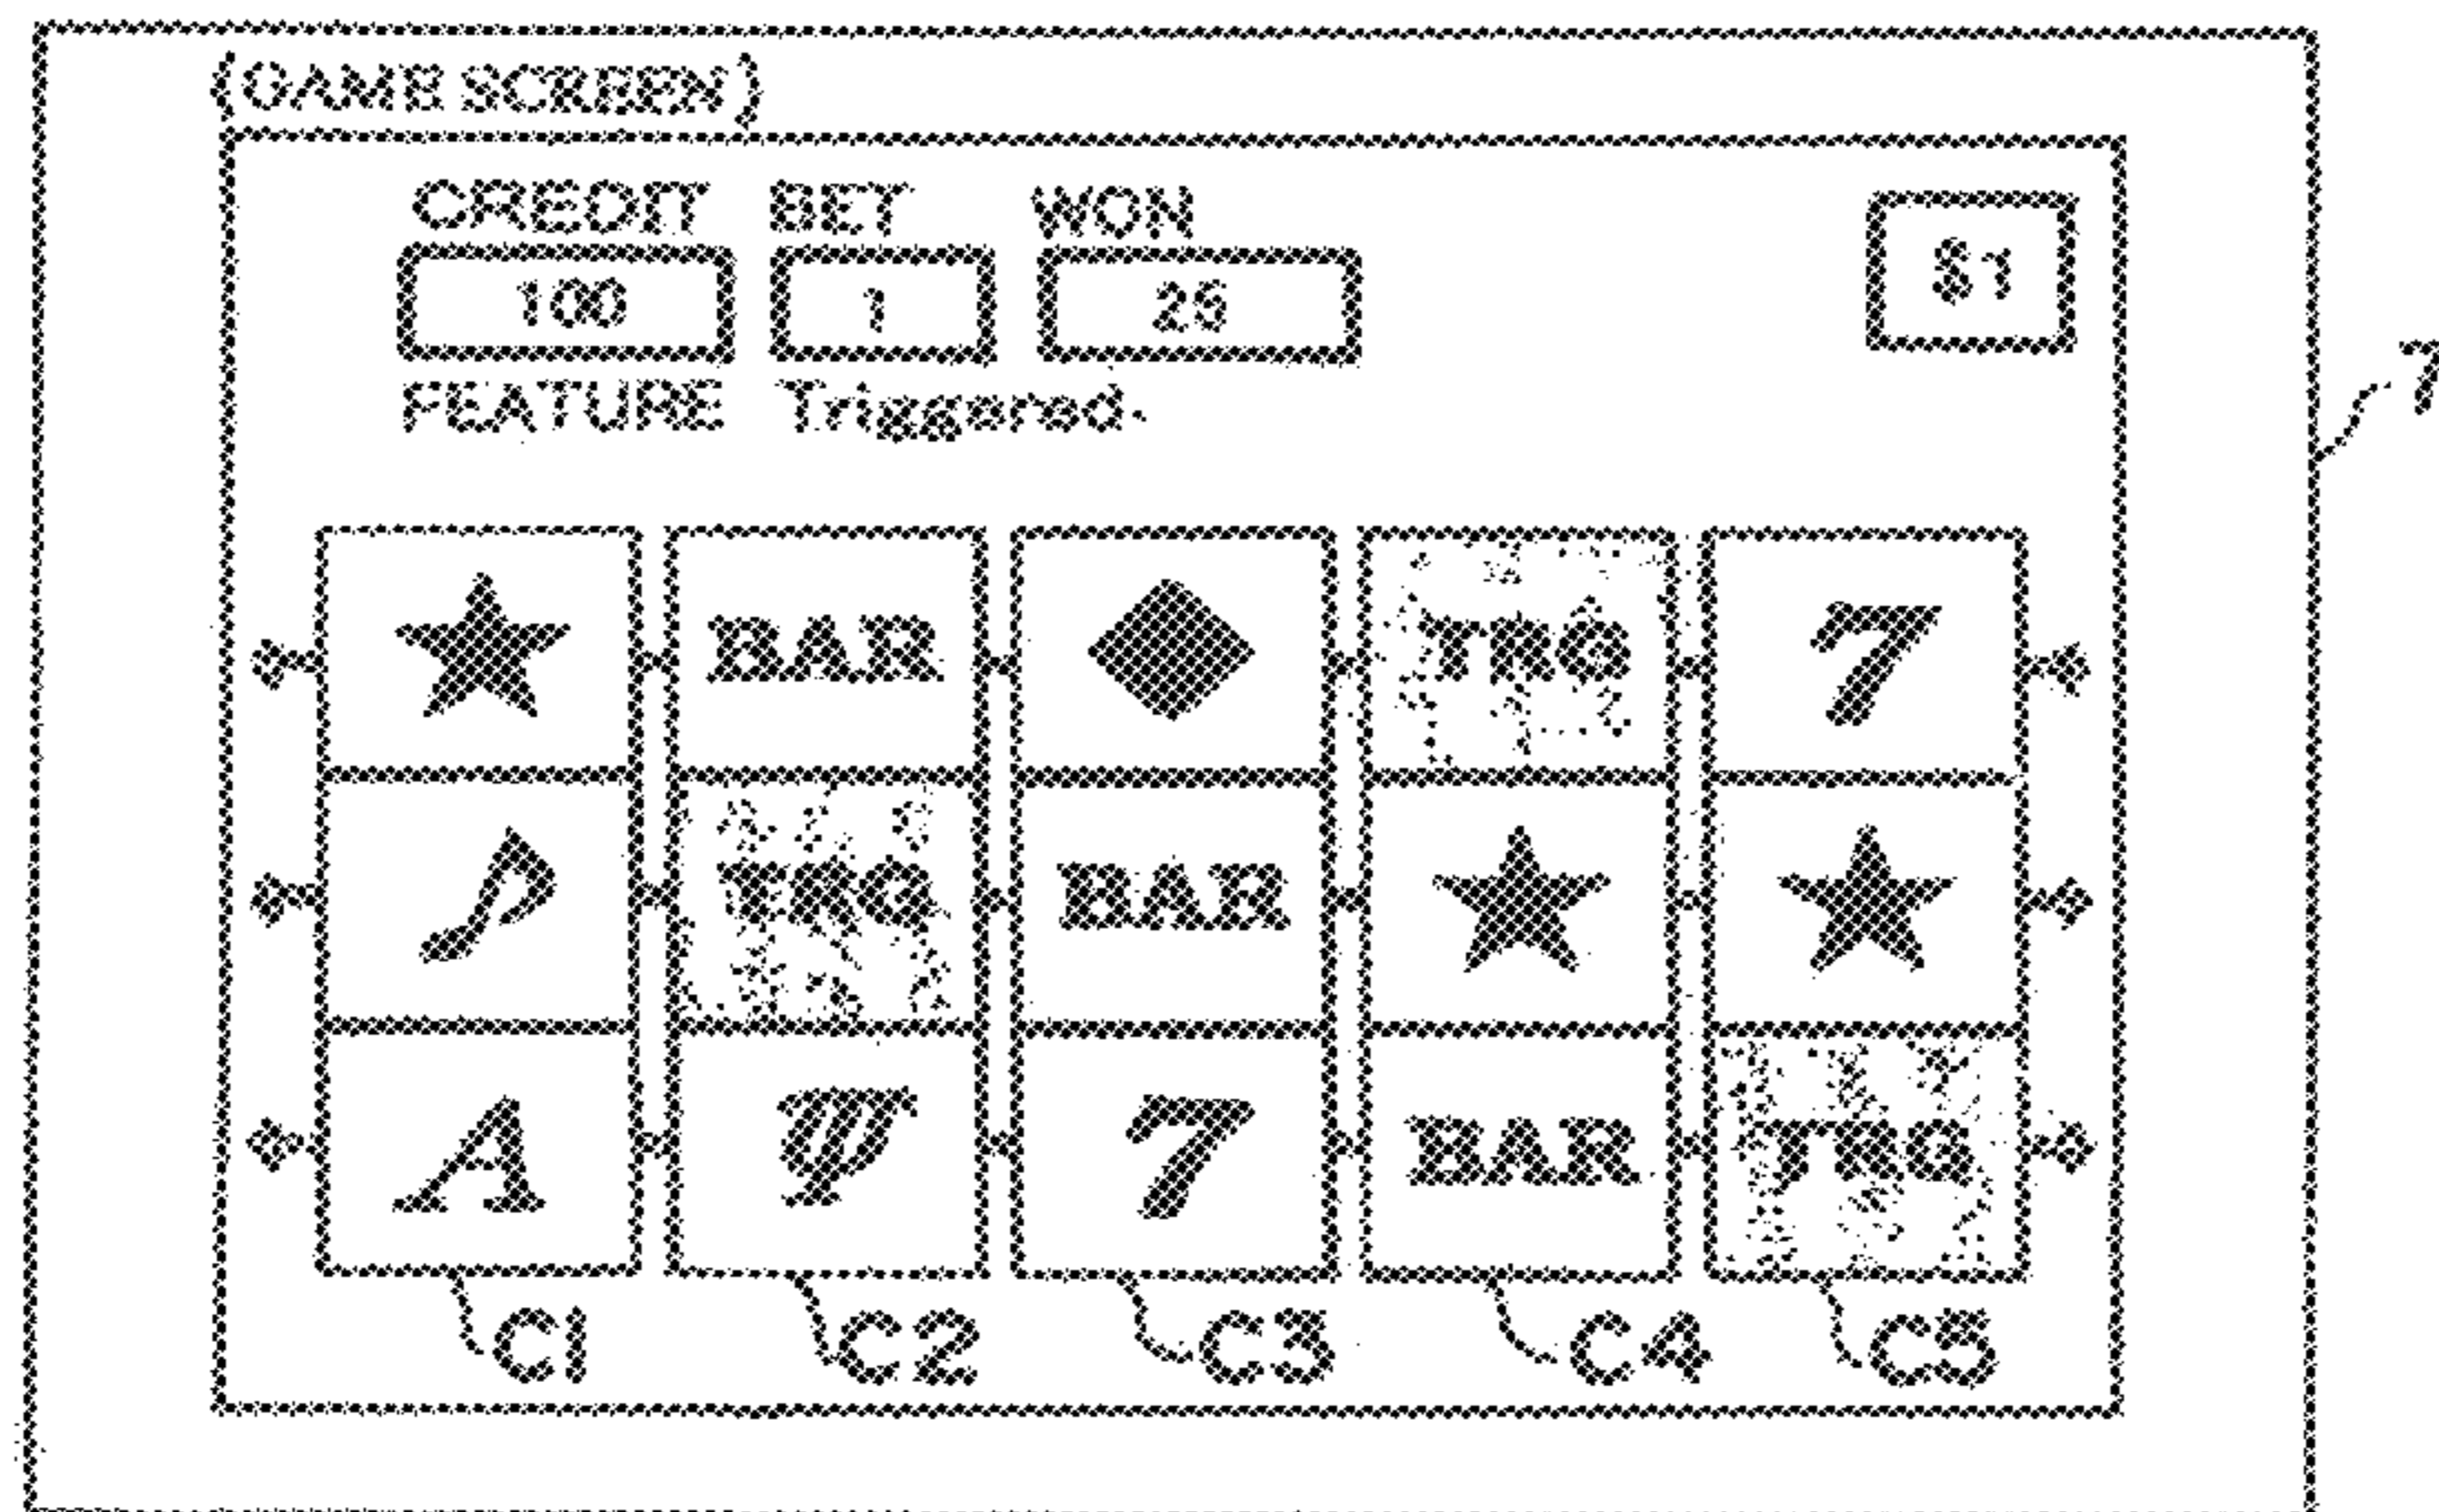 (GAME SCREEN)
CREDIT BET WON
100 1 25 $1
FEATURE Triggered.
7
BAR TRG 7
TRG BAR
A Ψ 7 BAR TRG
C1 C2 C3 C4 C5